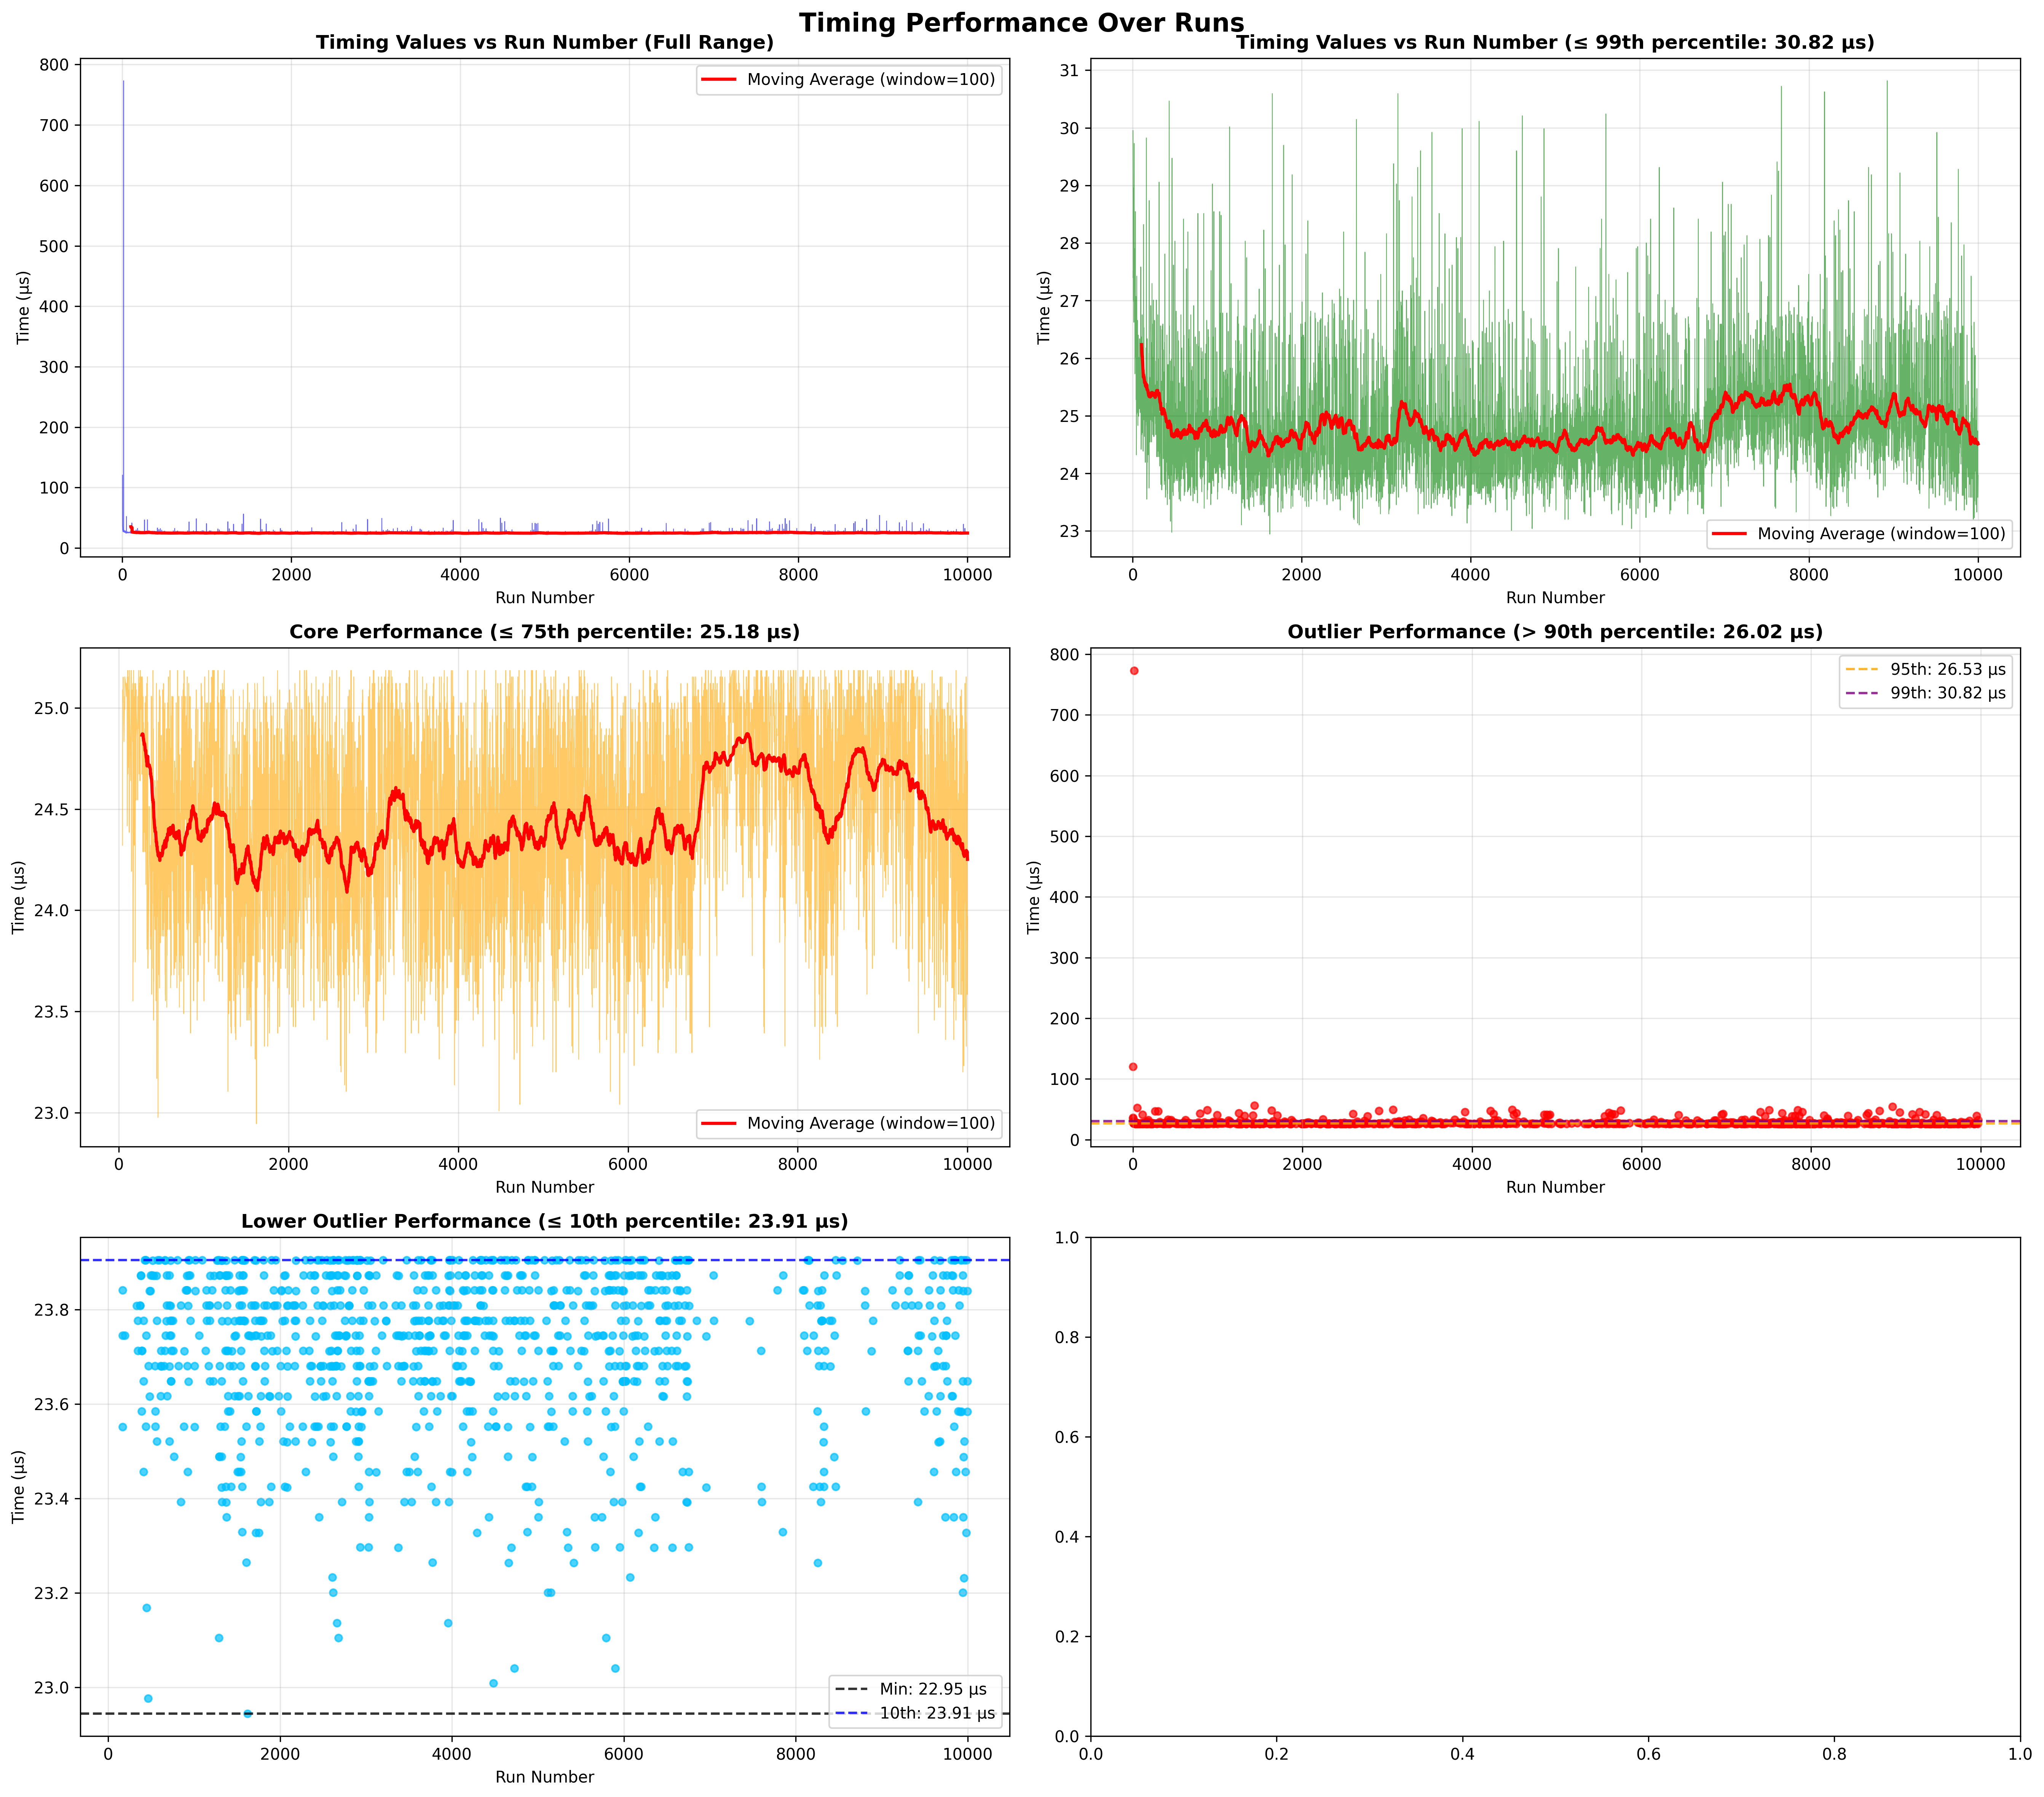 Timing Performance Over Runs
Timing Values vs Run Number (Full Range)
800
700
600
500
400
300
200
100
0
Time (µs)
Moving Average (window=100)
0 2000 4000 6000 8000 10000
Run Number
Timing Values vs Run Number (≤ 99th percentile: 30.82 µs)
31
30
29
28
27
26
25
24
23
Time (µs)
Moving Average (window=100)
0 2000 4000 6000 8000 10000
Run Number
Core Performance (≤ 75th percentile: 25.18 µs)
25.0
24.5
24.0
23.5
23.0
Time (µs)
Moving Average (window=100)
0 2000 4000 6000 8000 10000
Run Number
Outlier Performance (> 90th percentile: 26.02 µs)
800
700
600
500
400
300
200
100
0
Time (µs)
95th: 26.53 µs
99th: 30.82 µs
0 2000 4000 6000 8000 10000
Run Number
Lower Outlier Performance (≤ 10th percentile: 23.91 µs)
23.8
23.6
23.4
23.2
23.0
Time (µs)
Min: 22.95 µs
10th: 23.91 µs
0 2000 4000 6000 8000 10000
Run Number
1.0
0.8
0.6
0.4
0.2
0.0
0.0 0.2 0.4 0.6 0.8 1.0